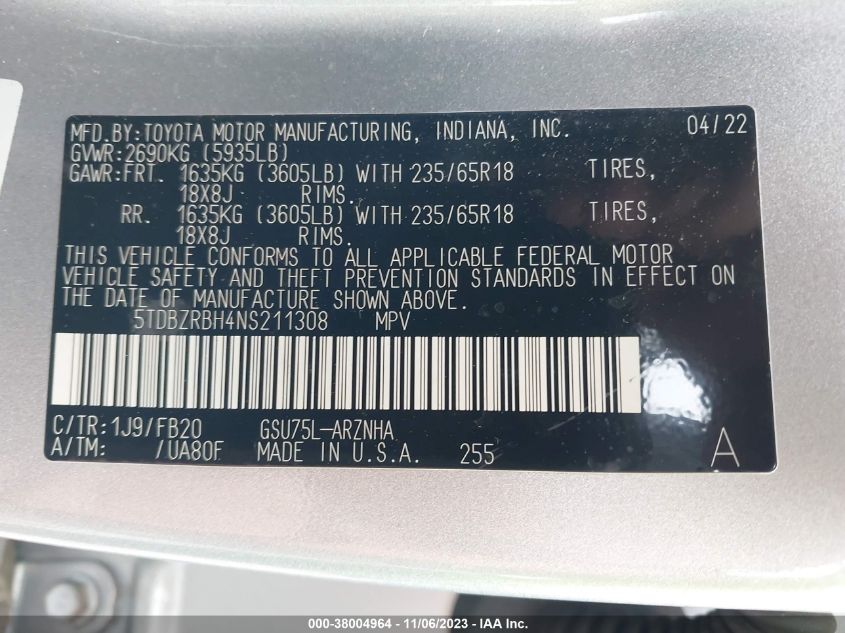 MFD.BY:TOYOTA MOTOR MANUFACTURING, INDIANA, INC. 04/22
GVWR:2690KG (5935LB)
GAWR:FRT. 1635KG (3605LB) WITH 235/65R18 TIRES,
18X8J RIMS.
RR. 1635KG (3605LB) WITH 235/65R18 TIRES,
18X8J RIMS.
THIS VEHICLE CONFORMS TO ALL APPLICABLE FEDERAL MOTOR
VEHICLE SAFETY AND THEFT PREVENTION STANDARDS IN EFFECT ON
THE DATE OF MANUFACTURE SHOWN ABOVE.
5TDBZRBH4NS211308 MPV
C/TR:1J9/FB20 GSU75L-ARZNHA
A/TM: /UA80F MADE IN U.S.A. 255 A
000-38004964 - 11/06/2023 - IAA Inc.